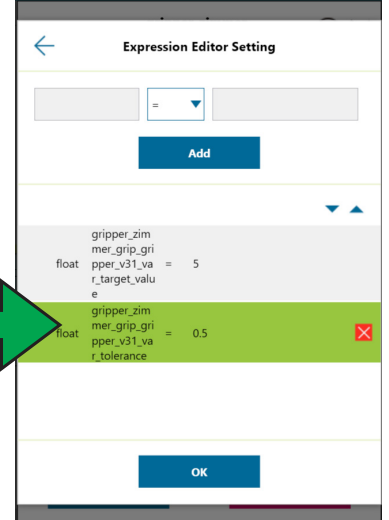 Expression Editor Setting
=
Add
gripper_zim
mer_grip_gri
float pper_v31_va = 5
r_target_valu
e
gripper_zim
mer_grip_gri
float pper_v31_va = 0.5
r_tolerance
OK